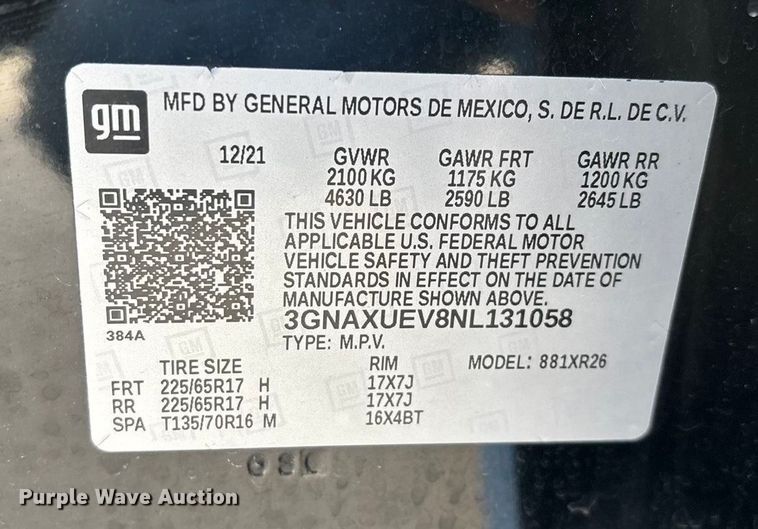 gm
MFD BY GENERAL MOTORS DE MEXICO, S. DE R.L. DE C.V.
12/21 GVWR GAWR FRT GAWR RR
2100 KG 1175 KG 1200 KG
4630 LB 2590 LB 2645 LB
THIS VEHICLE CONFORMS TO ALL
APPLICABLE U.S. FEDERAL MOTOR
VEHICLE SAFETY AND THEFT PREVENTION
STANDARDS IN EFFECT ON THE DATE OF
MANUFACTURE SHOWN ABOVE.
3GNAXUEV8NL131058
384A
TYPE: M.P.V.
TIRE SIZE RIM MODEL: 881XR26
FRT 225/65R17 H 17X7J
RR 225/65R17 H 17X7J
SPA T135/70R16 M 16X4BT
Purple Wave Auction